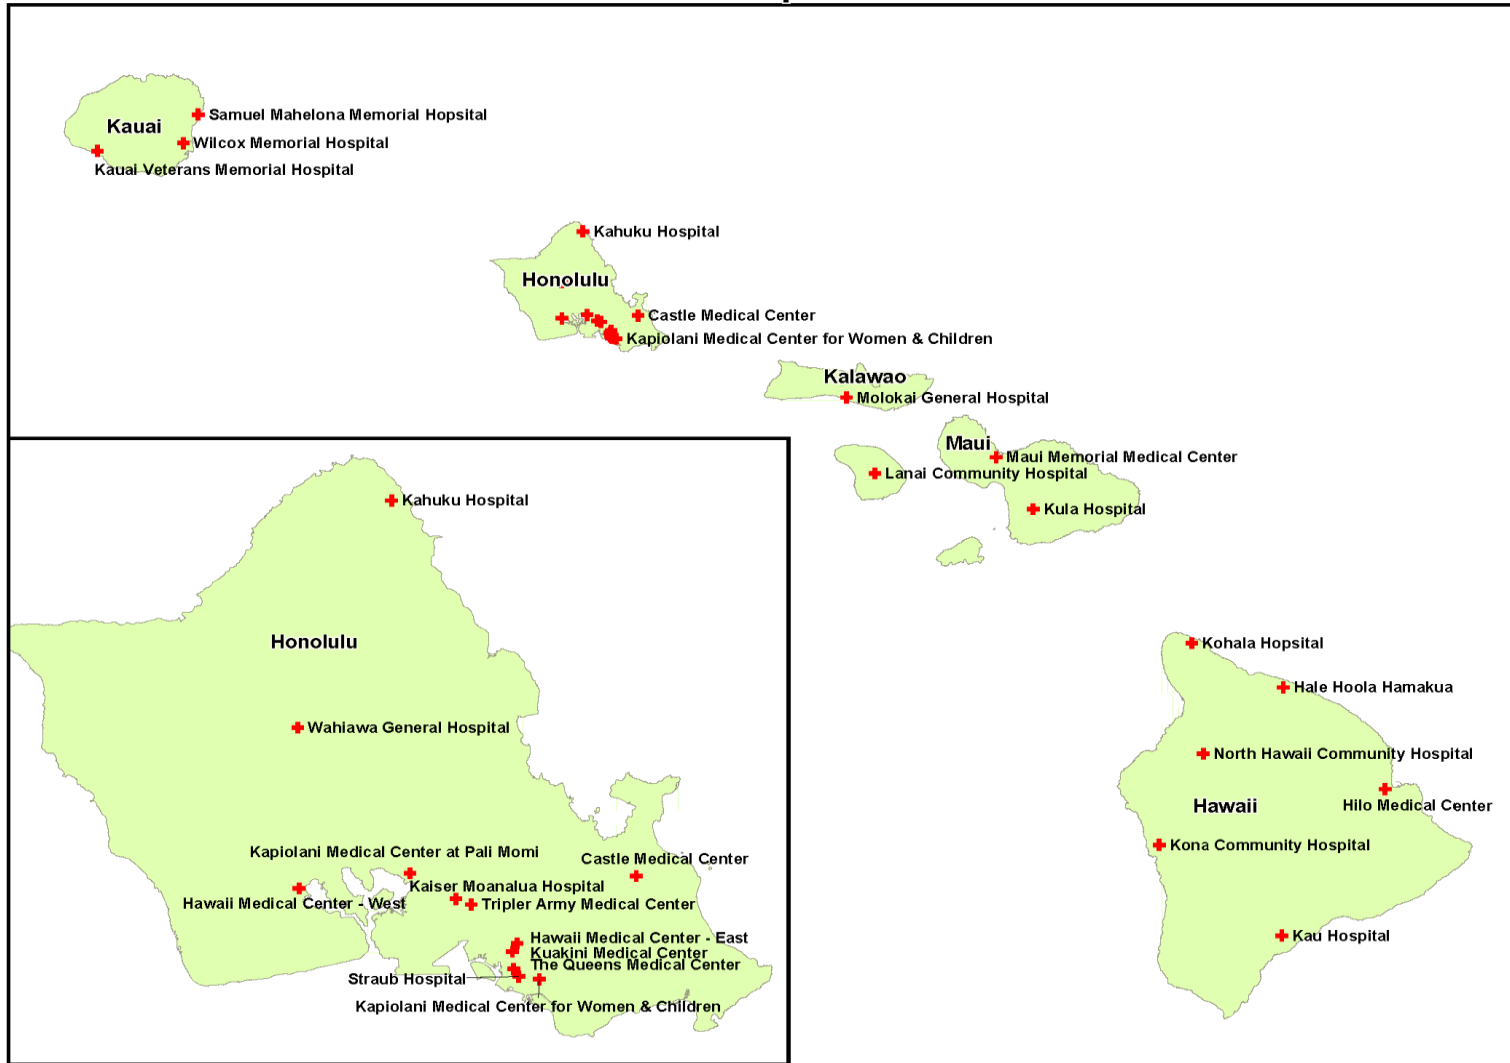 Kauai
Samuel Mahelona Memorial Hopsital
Wilcox Memorial Hospital
Kauai Veterans Memorial Hospital
Kahuku Hospital
Honolulu
Castle Medical Center
Kapiolani Medical Center for Women & Children
Kalawao
Molokai General Hospital
Maui
Maui Memorial Medical Center
Lanai Community Hospital
Kula Hospital
Kohala Hopsital
Hale Hoola Hamakua
North Hawaii Community Hospital
Hawaii
Hilo Medical Center
Kona Community Hospital
Kau Hospital
Kahuku Hospital
Honolulu
Wahiawa General Hospital
Kapiolani Medical Center at Pali Momi
Castle Medical Center
Kaiser Moanalua Hospital
Hawaii Medical Center - West
Tripler Army Medical Center
Hawaii Medical Center - East
Kuakini Medical Center
The Queens Medical Center
Straub Hospital
Kapiolani Medical Center for Women & Children